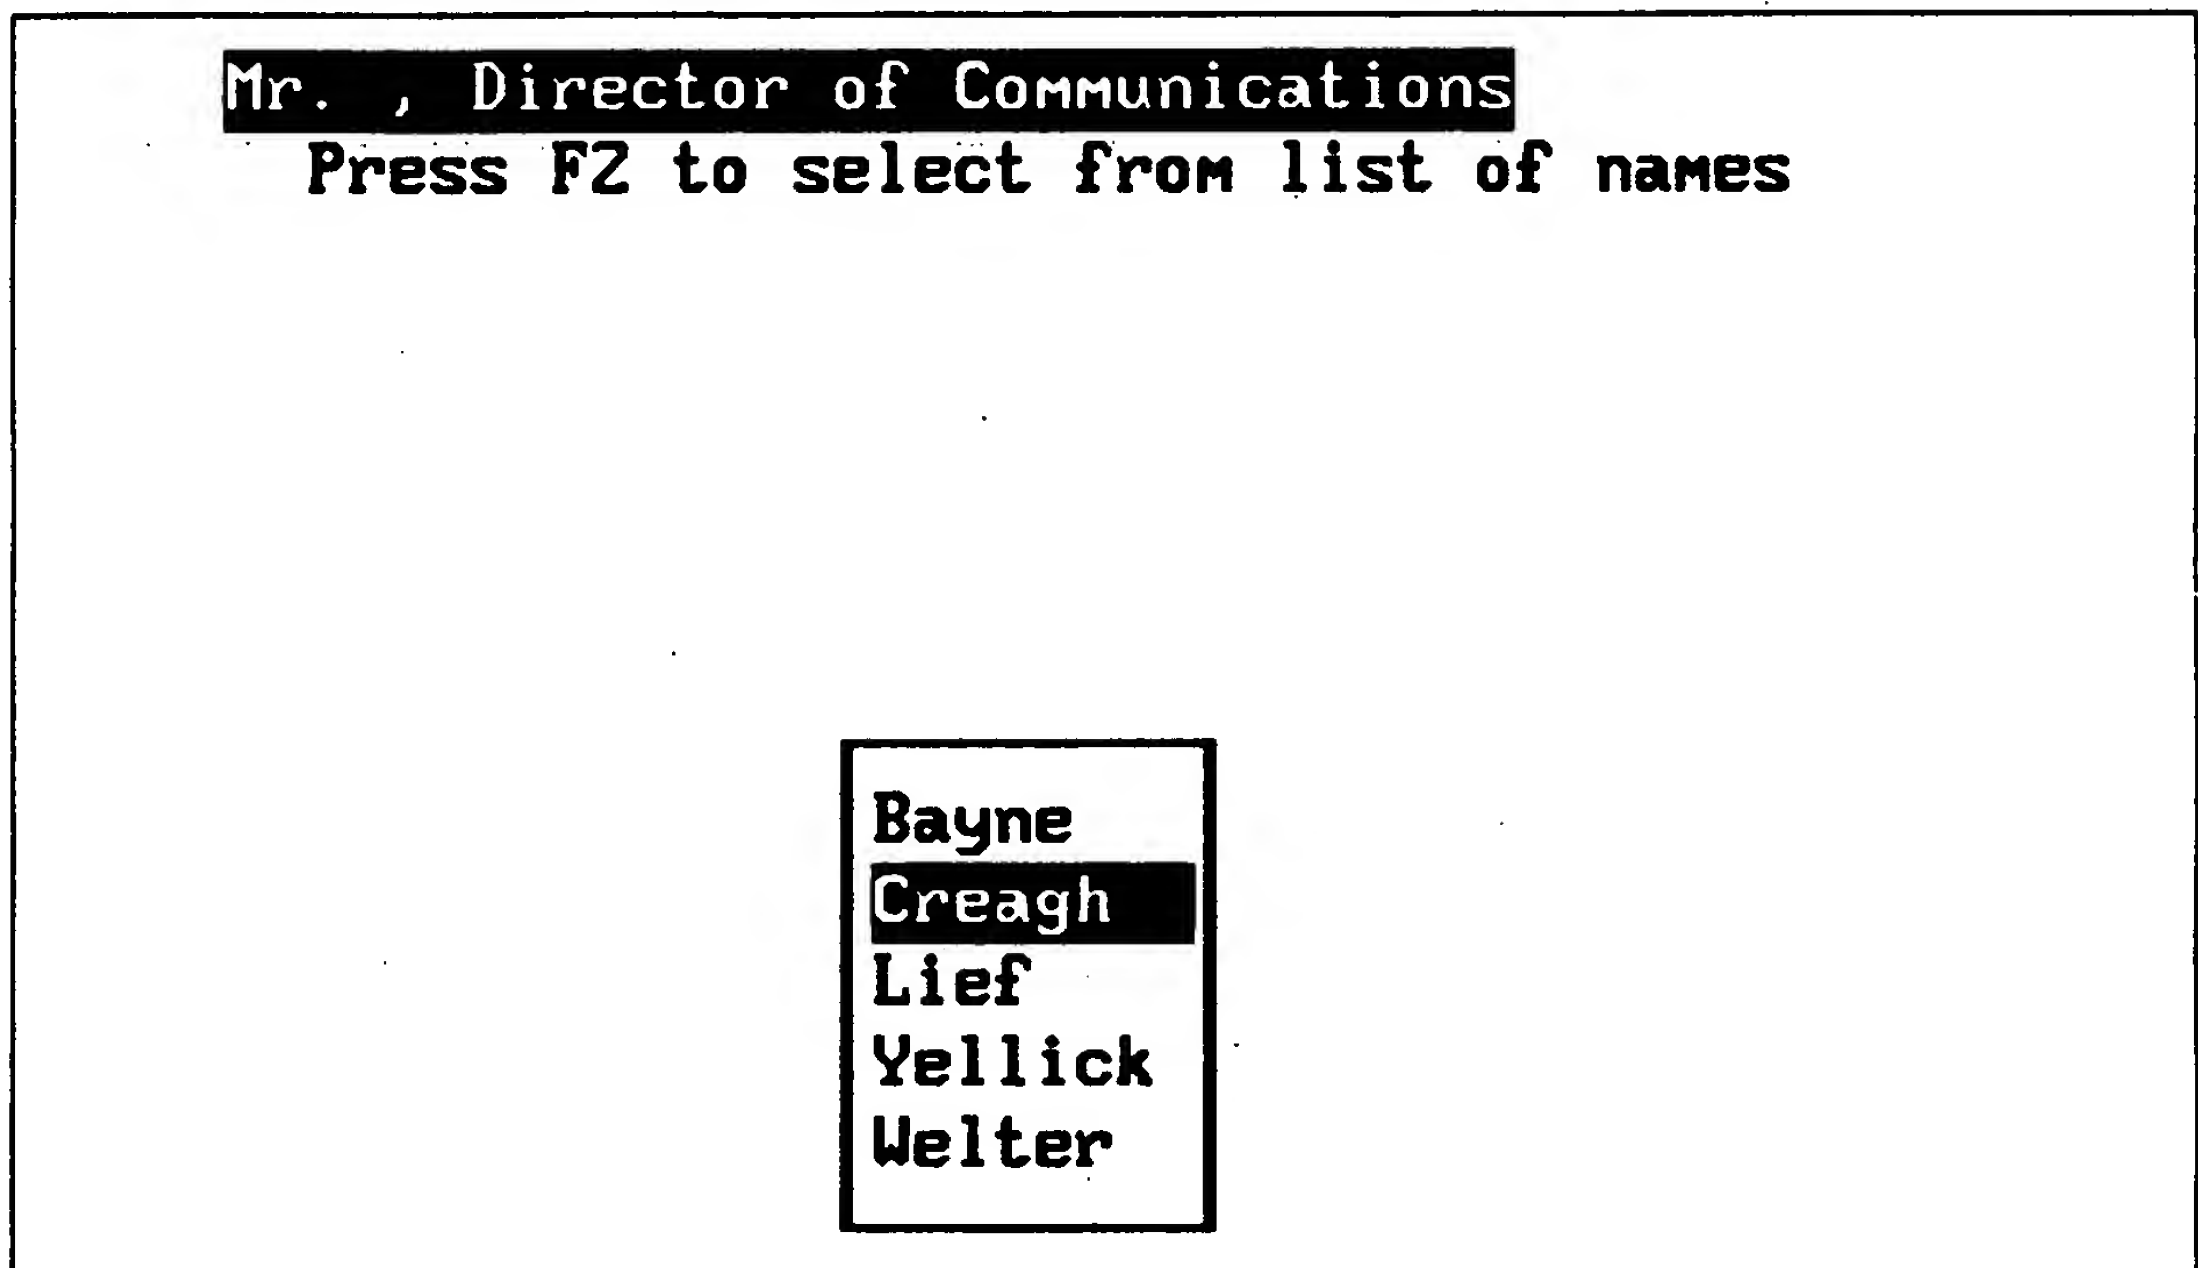 Mr. , Director of Communications
Press F2 to select from list of names
Bayne
Creagh
Lief
Yellick
Welter